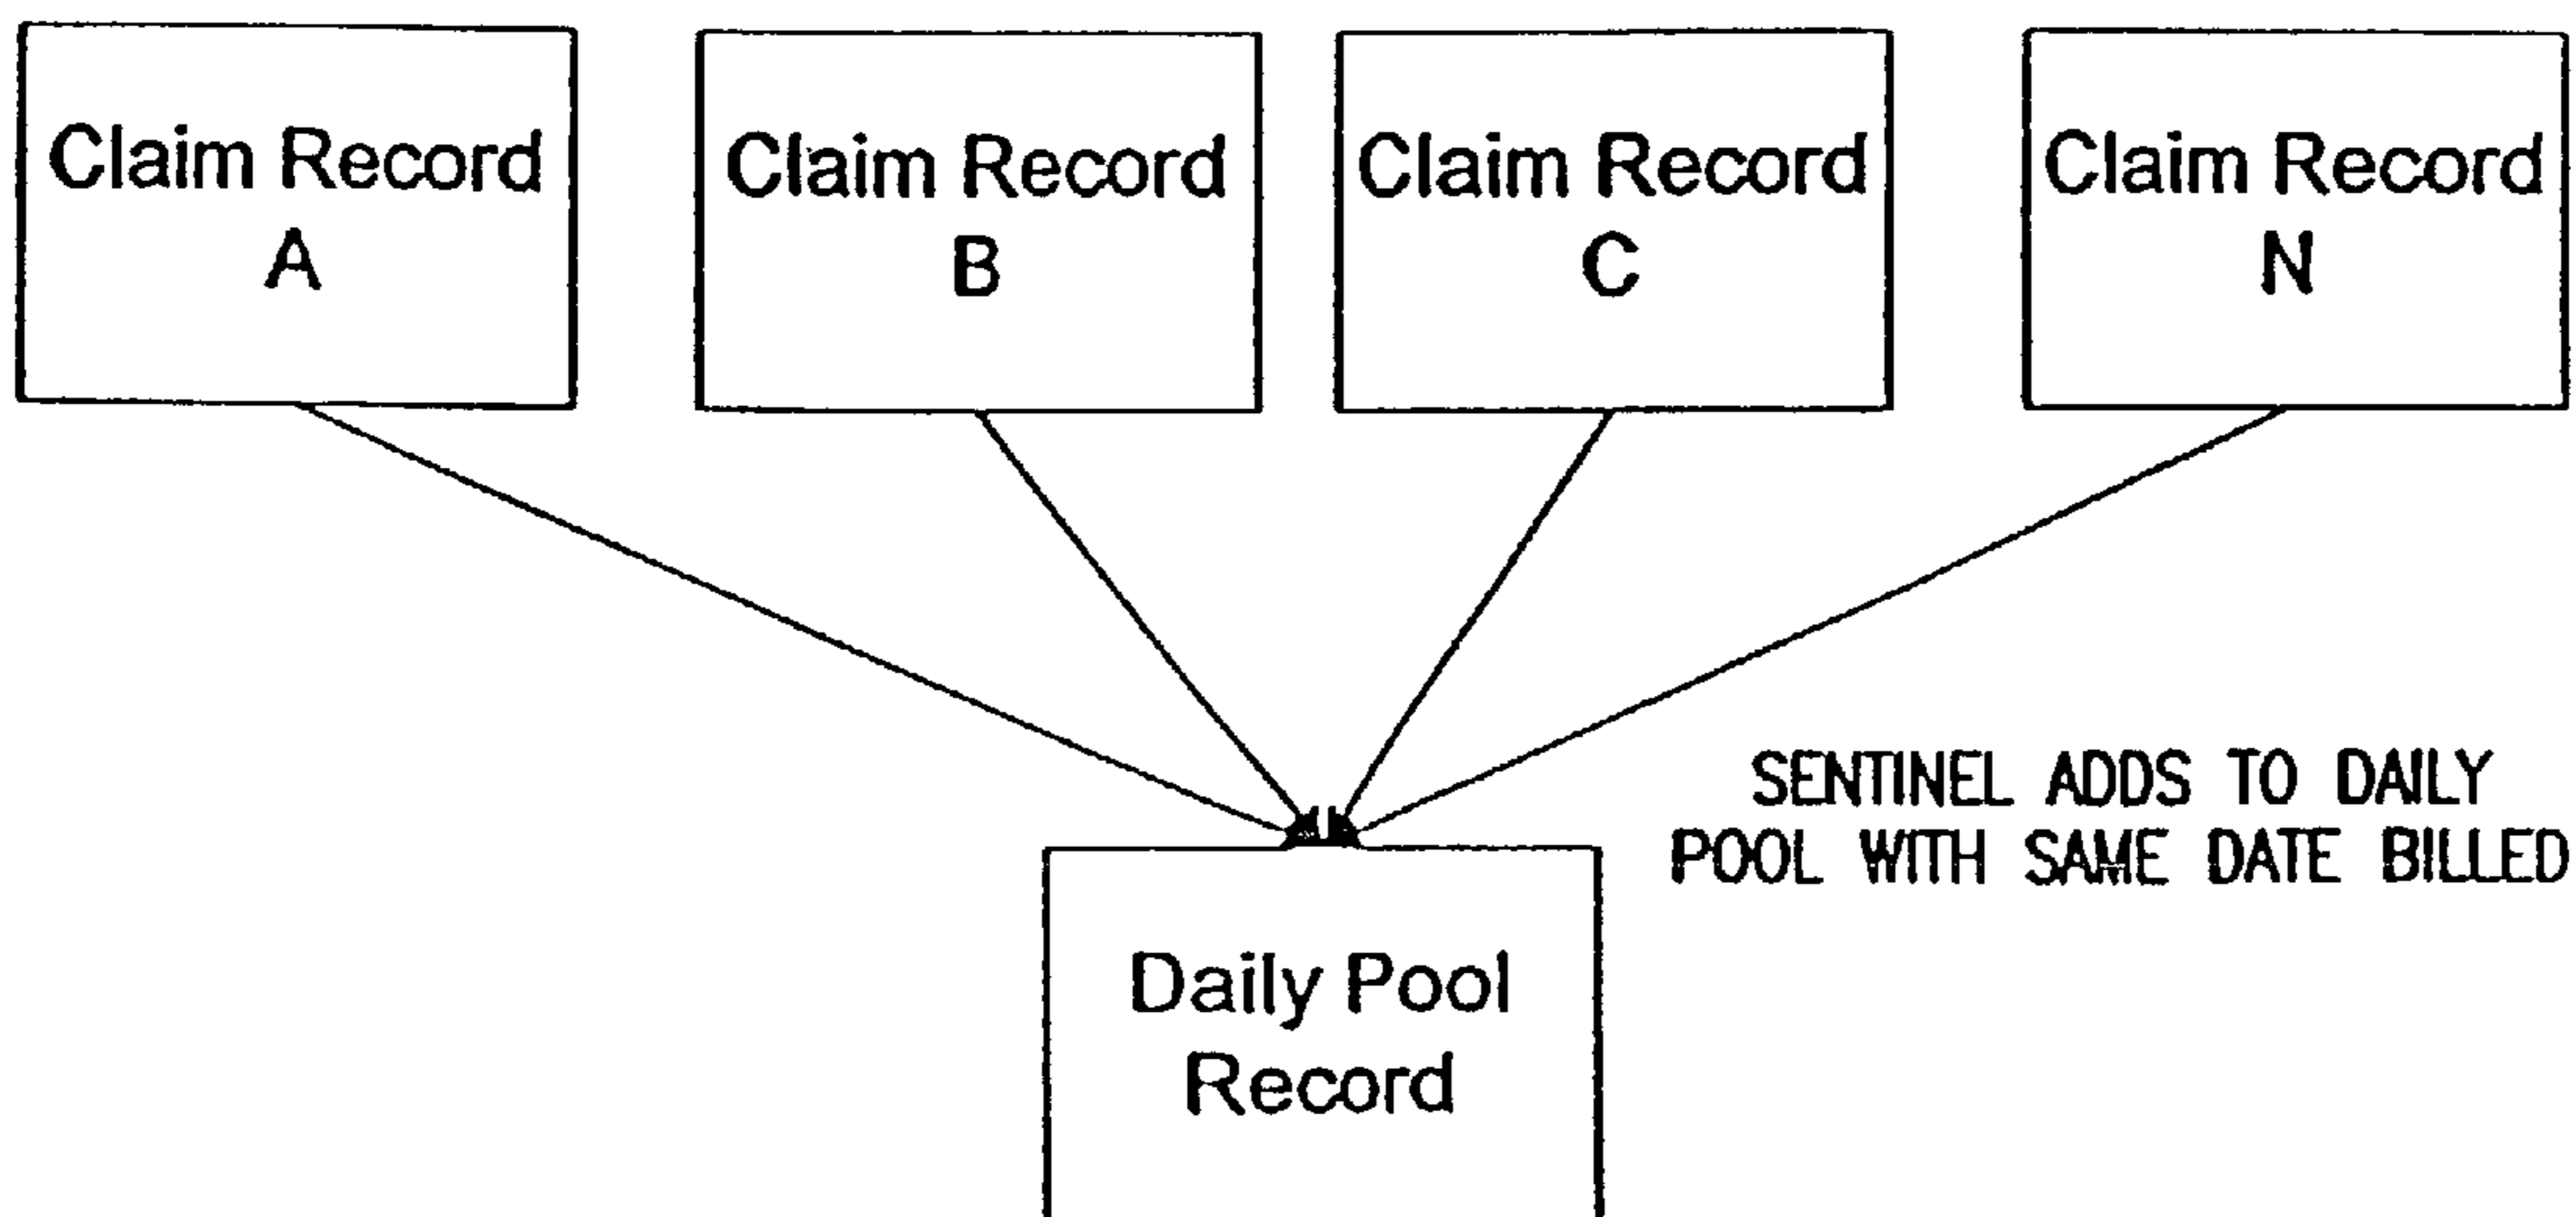 Claim Record
A
Claim Record
B
Claim Record
C
Claim Record
N
SENTINEL ADDS TO DAILY
POOL WITH SAME DATE BILLED
Daily Pool
Record